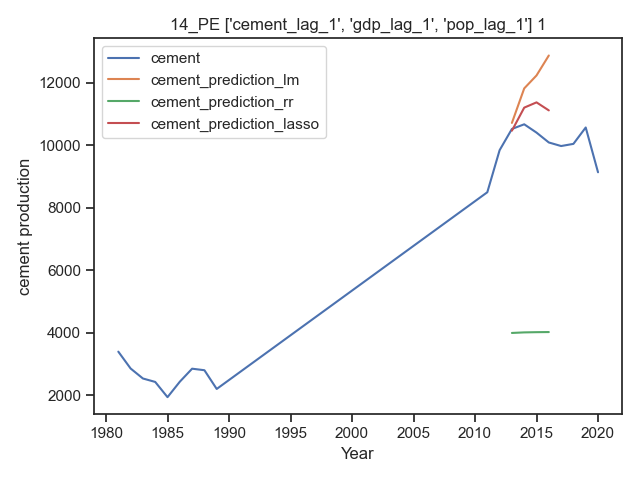 14_PE ['cement_lag_1', 'gdp_lag_1', 'pop_lag_1'] 1
cement
cement_prediction_lm
cement_prediction_rr
cement_prediction_lasso
cement production
12000
10000
8000
6000
4000
2000
1980 1985 1990 1995 2000 2005 2010 2015 2020
Year